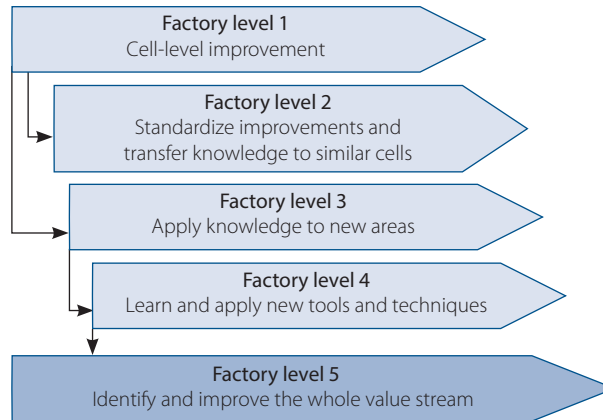 Factory level 1
Cell-level improvement
Factory level 2
Standardize improvements and
transfer knowledge to similar cells
Factory level 3
Apply knowledge to new areas
Factory level 4
Learn and apply new tools and techniques
Factory level 5
Identify and improve the whole value stream